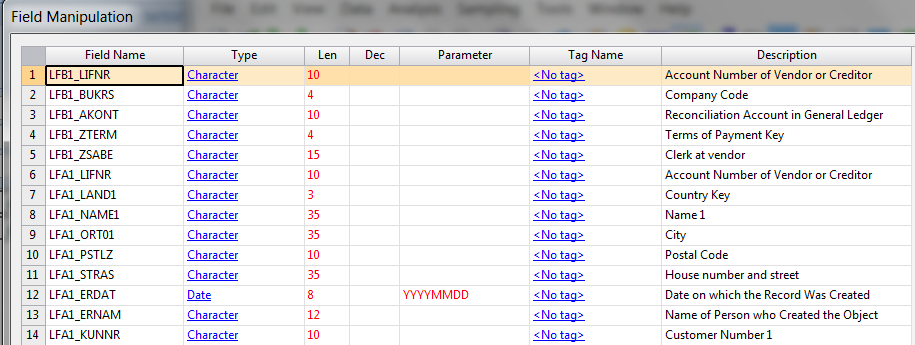 File Edit View Data Analysis Sampling Tools Window Help
Field Manipulation
Field Name Type Len Dec Parameter Tag Name Description
1 LFB1_LIFNR Character 10 <No tag> Account Number of Vendor or Creditor
2 LFB1_BUKRS Character 4 <No tag> Company Code
3 LFB1_AKONT Character 10 <No tag> Reconciliation Account in General Ledger
4 LFB1_ZTERM Character 4 <No tag> Terms of Payment Key
5 LFB1_ZSABE Character 15 <No tag> Clerk at vendor
6 LFA1_LIFNR Character 10 <No tag> Account Number of Vendor or Creditor
7 LFA1_LAND1 Character 3 <No tag> Country Key
8 LFA1_NAME1 Character 35 <No tag> Name 1
9 LFA1_ORT01 Character 35 <No tag> City
10 LFA1_PSTLZ Character 10 <No tag> Postal Code
11 LFA1_STRAS Character 35 <No tag> House number and street
12 LFA1_ERDAT Date 8 YYYYMMDD <No tag> Date on which the Record Was Created
13 LFA1_ERNAM Character 12 <No tag> Name of Person who Created the Object
14 LFA1_KUNNR Character 10 <No tag> Customer Number 1